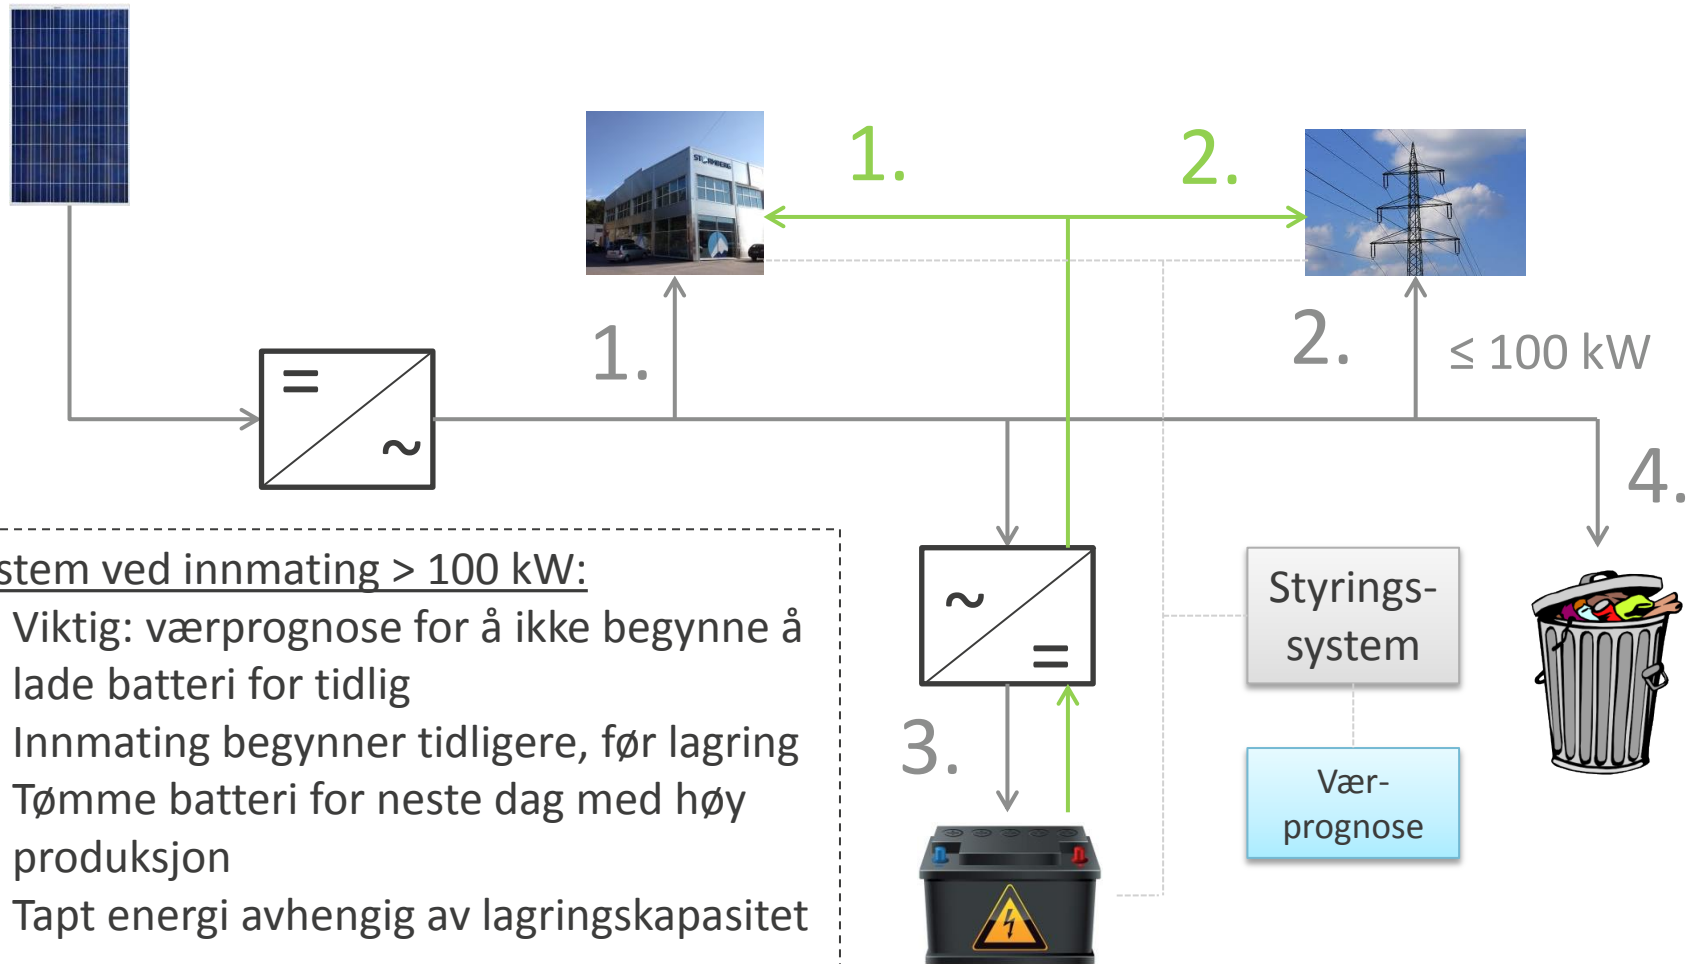 STORMBERG
1.
2.
1.
2.
≤ 100 kW
=
~
4.
stem ved innmating > 100 kW:
Viktig: værprognose for å ikke begynne å
lade batteri for tidlig
Innmating begynner tidligere, før lagring
Tømme batteri for neste dag med høy
produksjon
Tapt energi avhengig av lagringskapasitet
~
=
3.
Styrings-
system
Vær-
prognose